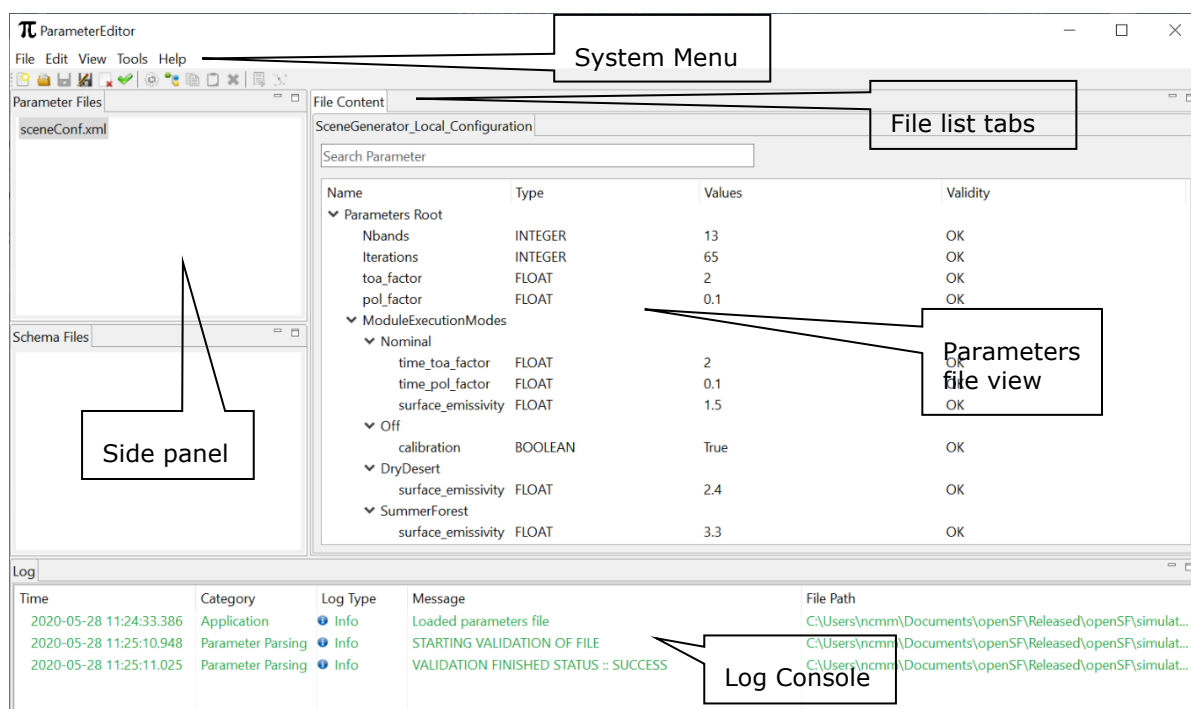 π ParameterEditor
File Edit View Tools Help
System Menu
Parameter Files
File Content
File list tabs
sceneConf.xml
SceneGenerator_Local_Configuration
Search Parameter
Name Type Values Validity
Parameters Root
Nbands INTEGER 13 OK
Iterations INTEGER 65 OK
toa_factor FLOAT 2 OK
pol_factor FLOAT 0.1 OK
ModuleExecutionModes
Schema Files
Nominal
Parameters
file view
time_toa_factor FLOAT 2 OK
time_pol_factor FLOAT 0.1 OK
surface_emissivity FLOAT 1.5 OK
Off
Side panel
calibration BOOLEAN True OK
DryDesert
surface_emissivity FLOAT 2.4 OK
SummerForest
surface_emissivity FLOAT 3.3 OK
Log
Time Category Log Type Message File Path
2020-05-28 11:24:33.386 Application Info Loaded parameters file C:\Users\ncmm\Documents\openSF\Released\openSF\simulat...
2020-05-28 11:25:10.948 Parameter Parsing Info STARTING VALIDATION OF FILE C:\Users\ncmm\Documents\openSF\Released\openSF\simulat...
2020-05-28 11:25:11.025 Parameter Parsing Info VALIDATION FINISHED STATUS :: SUCCESS C:\Users\ncmm\Documents\openSF\Released\openSF\simulat...
Log Console